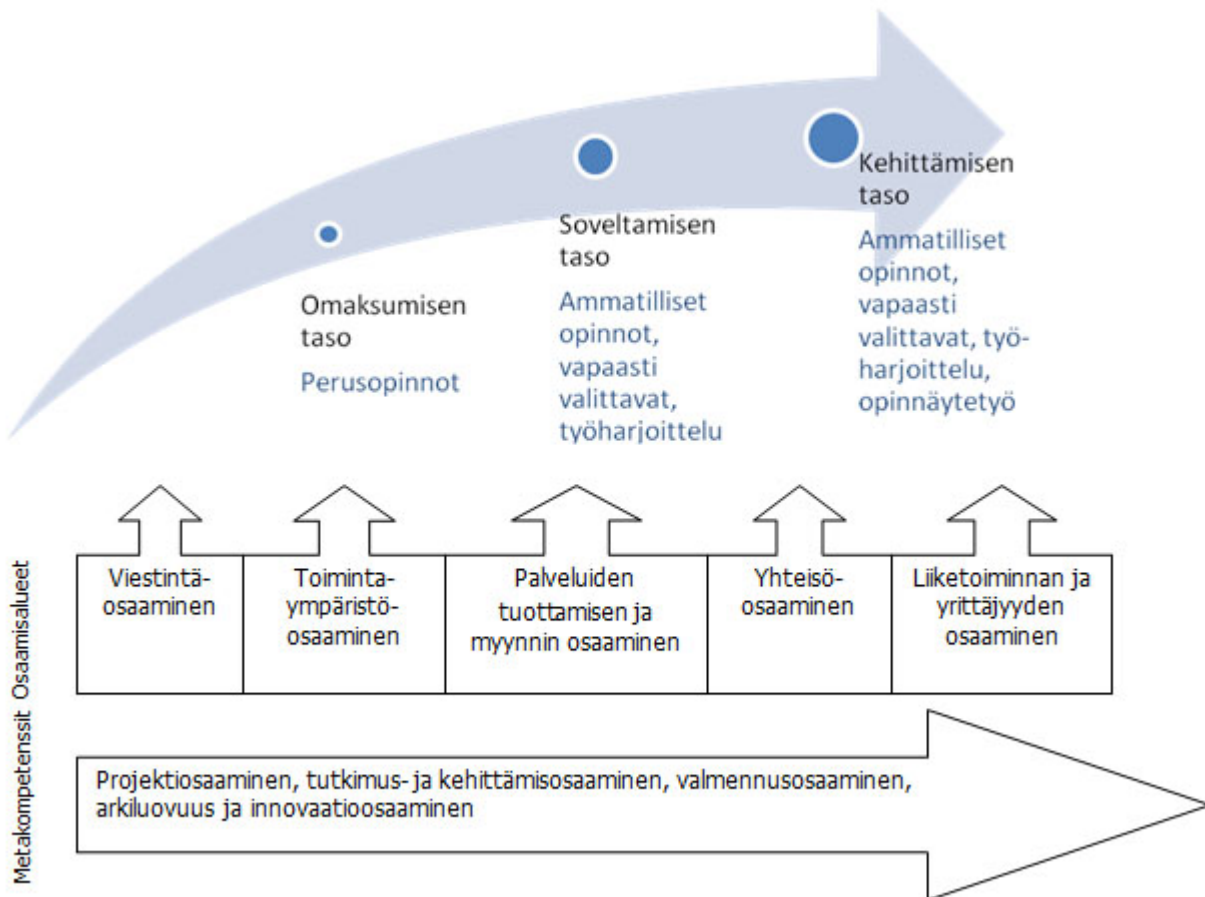 Omaksumisen
taso
Perusopinnot
Soveltamisen
taso
Ammatilliset
opinnot,
vapaasti
valittavat,
työharjoittelu
Kehittämisen
taso
Ammatilliset
opinnot,
vapaasti
valittavat, työ-
harjoittelu,
opinnäytetyö
Osaamisalueet
Viestintä-
osaaminen
Toiminta-
ympäristö-
osaaminen
Palveluiden
tuottamisen ja
myynnin osaaminen
Yhteisö-
osaaminen
Liiketoiminnan ja
yrittäjyyden
osaaminen
Metakompetenssit
Projektiosaaminen, tutkimus- ja kehittämisosaaminen, valmennusosaaminen,
arkiluovuus ja innovaatioosaaminen